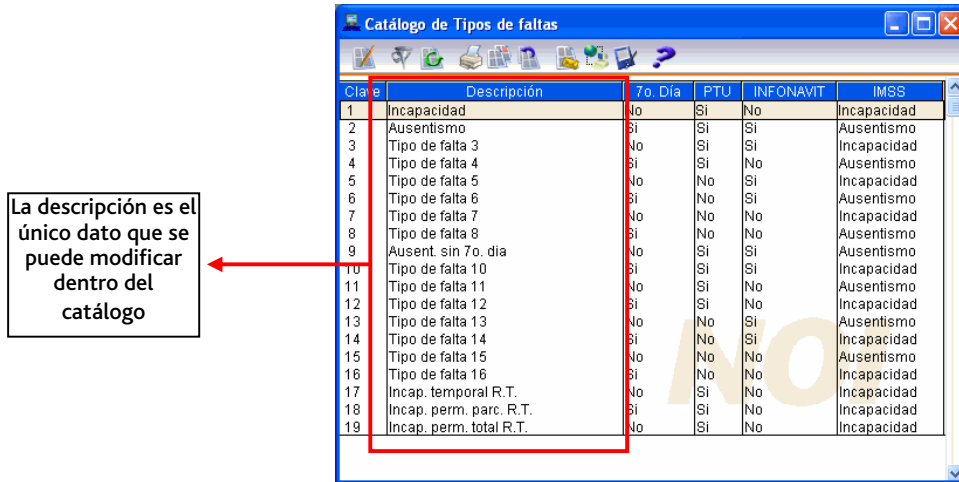 Catálogo de Tipos de faltas
Clave Descripción 7o. Día PTU INFONAVIT IMSS
1 Incapacidad No Si No Incapacidad
2 Ausentismo Si Si Si Ausentismo
3 Tipo de falta 3 No Si Si Incapacidad
4 Tipo de falta 4 Si Si No Ausentismo
5 Tipo de falta 5 No No Si Incapacidad
6 Tipo de falta 6 Si No Si Ausentismo
7 Tipo de falta 7 No No No Incapacidad
8 Tipo de falta 8 Si No No Ausentismo
9 Ausent. sin 7o. dia No Si Si Ausentismo
10 Tipo de falta 10 Si Si Si Incapacidad
11 Tipo de falta 11 No Si No Ausentismo
12 Tipo de falta 12 Si Si No Incapacidad
13 Tipo de falta 13 No No Si Ausentismo
14 Tipo de falta 14 Si No Si Incapacidad
15 Tipo de falta 15 No No No Ausentismo
16 Tipo de falta 16 Si No No Incapacidad
17 Incap. temporal R.T. No Si No Incapacidad
18 Incap. perm. parc. R.T. Si Si No Incapacidad
19 Incap. perm. total R.T. No Si No Incapacidad
NOI
La descripción es el
único dato que se
puede modificar
dentro del
catálogo